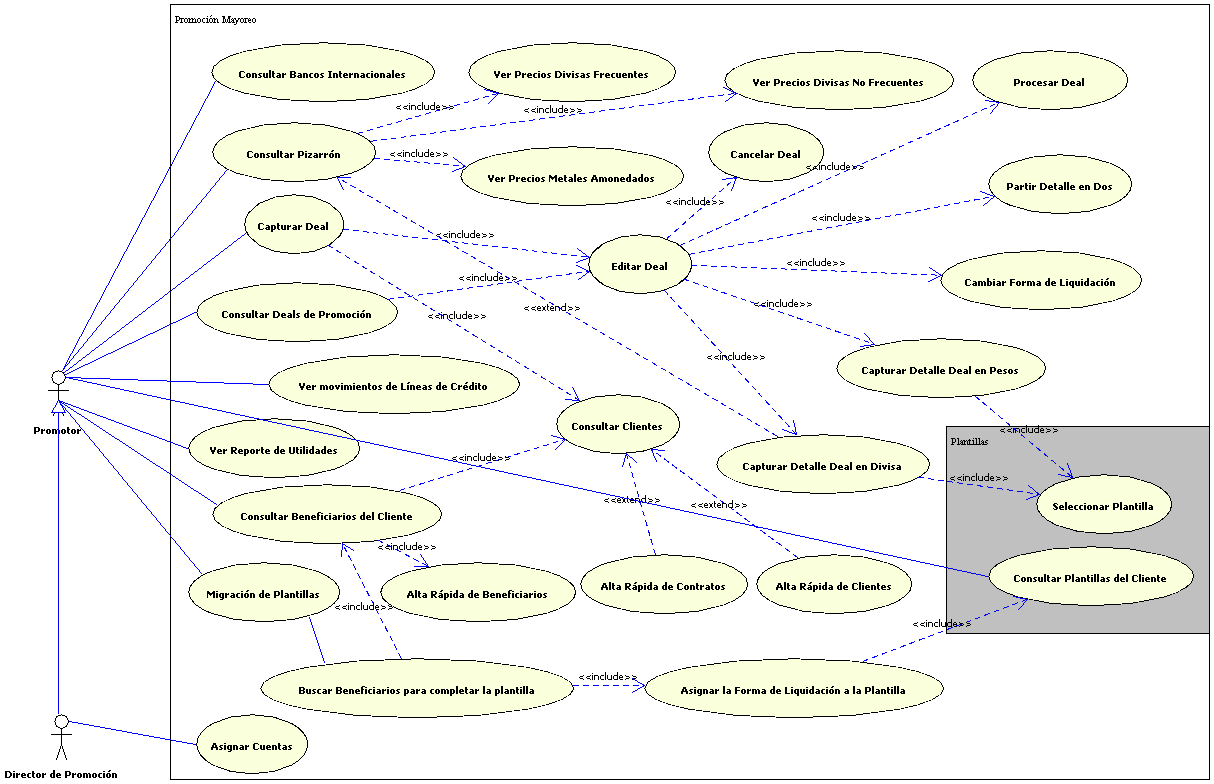 Promoción Mayoreo
Consultar Bancos Internacionales
Ver Precios Divisas Frecuentes
Ver Precios Divisas No Frecuentes
Procesar Deal
<<include>>
<<include>>
Consultar Pizarrón
<<include>>
Cancelar Deal
<<include>>
Ver Precios Metales Amonedados
Partir Detalle en Dos
<<include>>
<<include>>
Capturar Deal
<<include>>
Editar Deal
<<include>>
<<include>>
Cambiar Forma de Liquidación
Consultar Deals de Promoción
<<include>>
<<extend>>
<<include>>
<<include>>
Ver movimientos de Líneas de Crédito
Capturar Detalle Deal en Pesos
Promotor
Consultar Clientes
<<include>>
Plantillas
Ver Reporte de Utilidades
<<include>>
Capturar Detalle Deal en Divisa
<<include>>
<<extend>>
<<extend>>
Seleccionar Plantilla
Consultar Beneficiarios del Cliente
<<include>>
Consultar Plantillas del Cliente
Migración de Plantillas
Alta Rápida de Beneficiarios
Alta Rápida de Contratos
Alta Rápida de Clientes
<<include>>
<<include>>
<<include>>
Buscar Beneficiarios para completar la plantilla
Asignar la Forma de Liquidación a la Plantilla
Asignar Cuentas
Director de Promoción